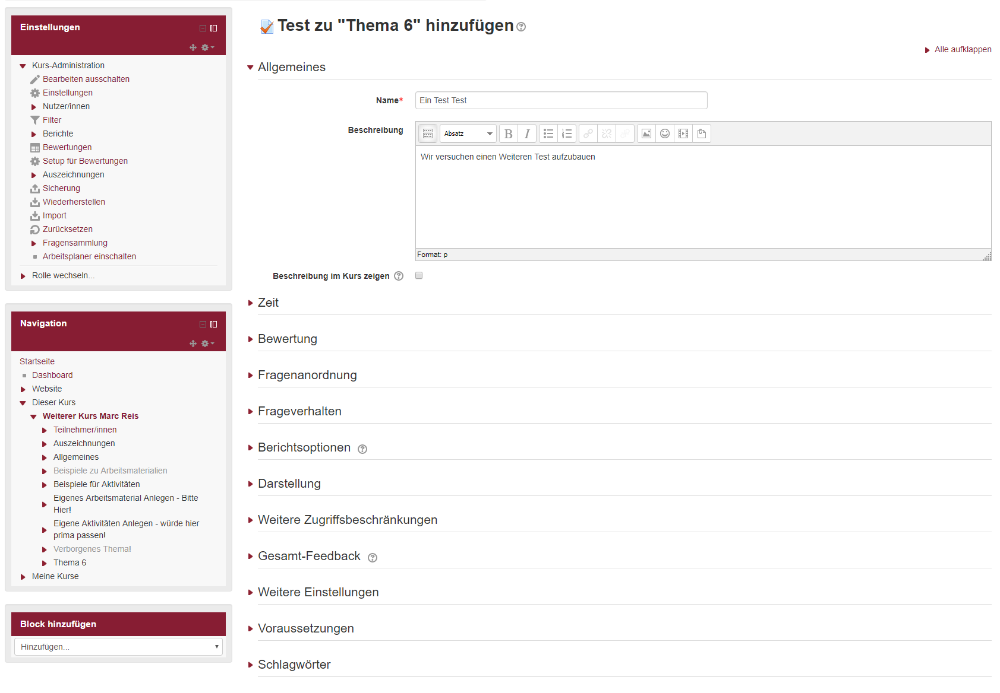 Einstellungen
Kurs-Administration
Bearbeiten ausschalten
Einstellungen
Nutzer/innen
Filter
Berichte
Bewertungen
Setup für Bewertungen
Auszeichnungen
Sicherung
Wiederherstellen
Import
Zurücksetzen
Fragensammlung
Arbeitsplaner einschalten
Rolle wechseln...
Navigation
Startseite
Dashboard
Website
Dieser Kurs
Weiterer Kurs Marc Reis
Teilnehmer/innen
Auszeichnungen
Allgemeines
Beispiele zu Arbeitsmaterialien
Beispiele für Aktivitäten
Eigenes Arbeitsmaterial Anlegen - Bitte
Hier!
Eigene Aktivitäten Anlegen - würde hier
prima passen!
Verborgenes Thema!
Thema 6
Meine Kurse
Block hinzufügen
Hinzufügen...
Test zu "Thema 6" hinzufügen
Alle aufklappen
Allgemeines
Name*
Ein Test Test
Beschreibung
Absatz
B I
Wir versuchen einen Weiteren Test aufzubauen
Format: p
Beschreibung im Kurs zeigen
Zeit
Bewertung
Fragenanordnung
Frageverhalten
Berichtsoptionen
Darstellung
Weitere Zugriffsbeschränkungen
Gesamt-Feedback
Weitere Einstellungen
Voraussetzungen
Schlagwörter